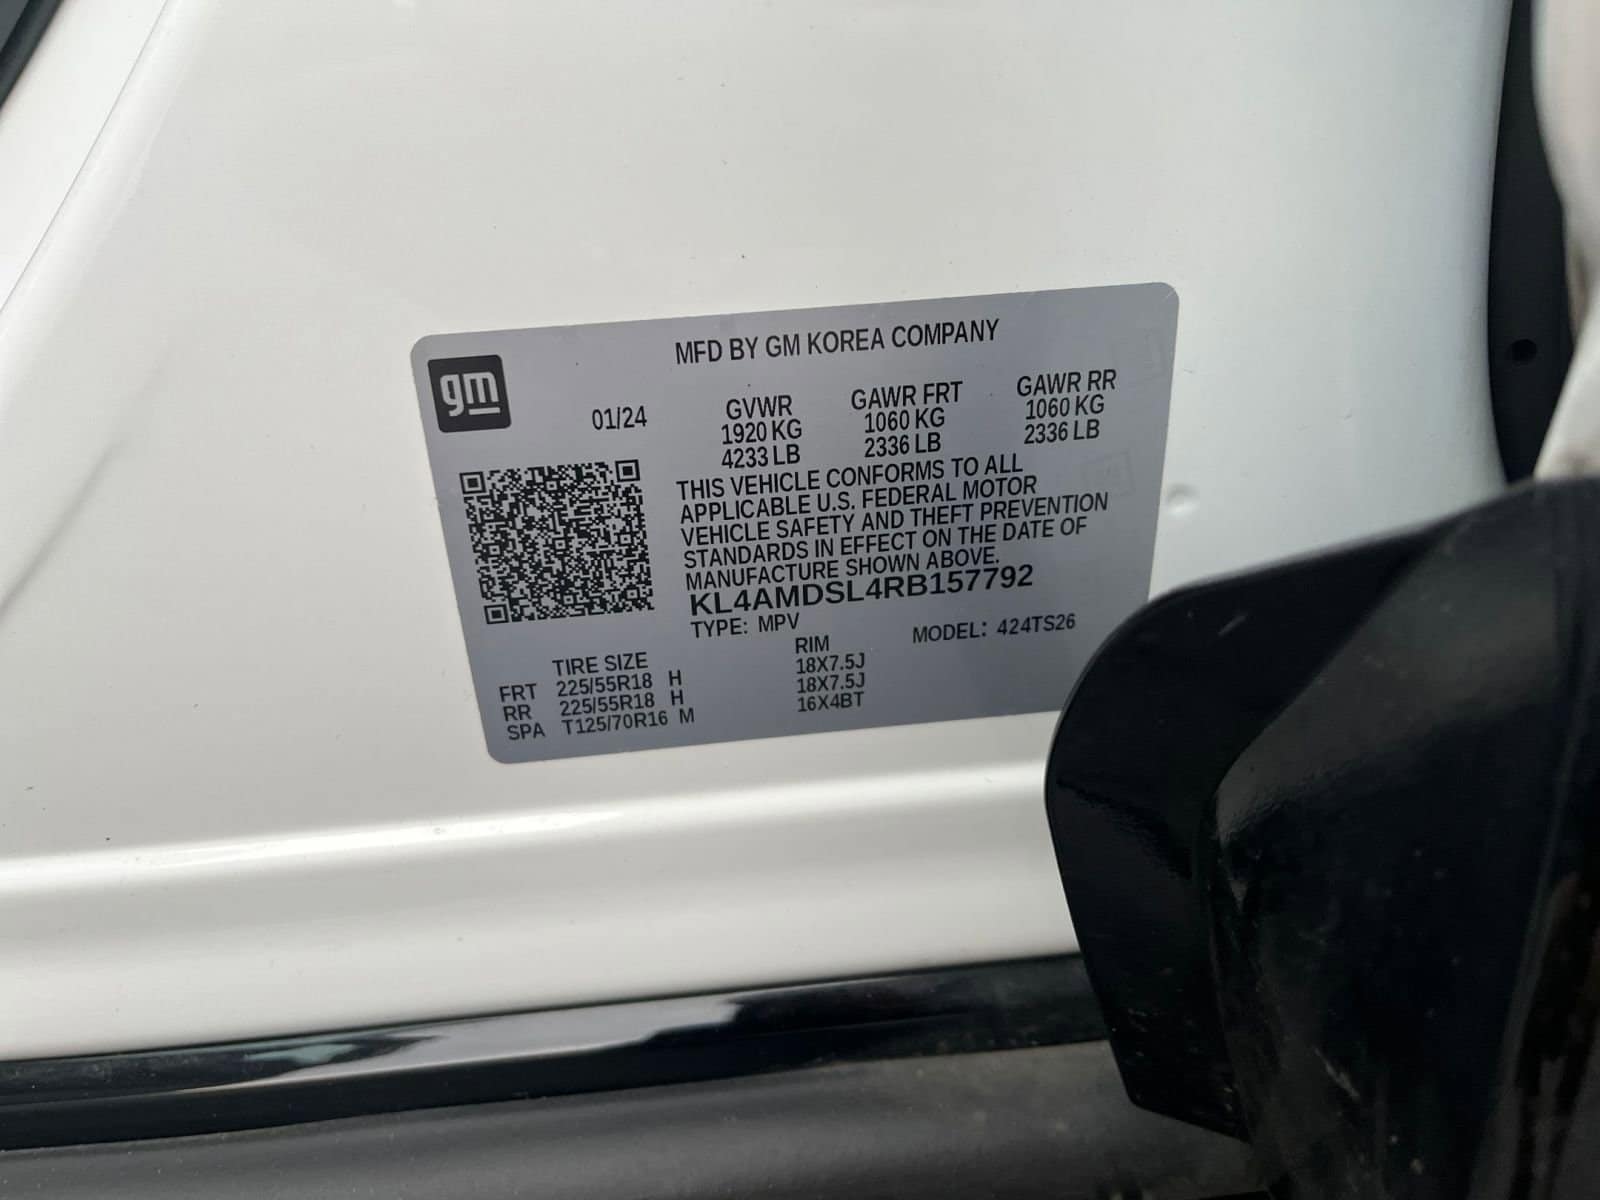 MFD BY GM KOREA COMPANY
gm
01/24
GVWR GAWR FRT GAWR RR
1920 KG 1060 KG 1060 KG
4233 LB 2336 LB 2336 LB
THIS VEHICLE CONFORMS TO ALL
APPLICABLE U.S. FEDERAL MOTOR
VEHICLE SAFETY AND THEFT PREVENTION
STANDARDS IN EFFECT ON THE DATE OF
MANUFACTURE SHOWN ABOVE.
KL4AMDSL4RB157792
TYPE: MPV MODEL: 424TS26
TIRE SIZE RIM
FRT 225/55R18 H 18X7.5J
RR 225/55R18 H 18X7.5J
SPA T125/70R16 M 16X4BT